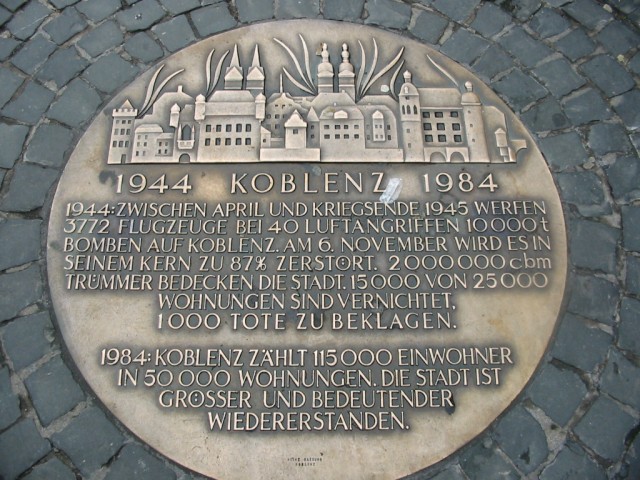 1944 KOBLENZ 1984
1944: ZWISCHEN APRIL UND KRIEGSENDE 1945 WERFEN
3772 FLUGZEUGE BEI 40 LUFTANGRIFFEN 10000 t
BOMBEN AUF KOBLENZ. AM 6. NOVEMBER WIRD ES IN
SEINEM KERN ZU 87% ZERSTÖRT. 2000000 cbm
TRÜMMER BEDECKEN DIE STADT. 15000 VON 25000
WOHNUNGEN SIND VERNICHTET,
1000 TOTE ZU BEKLAGEN.
1984: KOBLENZ ZÄHLT 115000 EINWOHNER
IN 50000 WOHNUNGEN. DIE STADT IST
GRÖSSER UND BEDEUTENDER
WIEDERERSTANDEN.